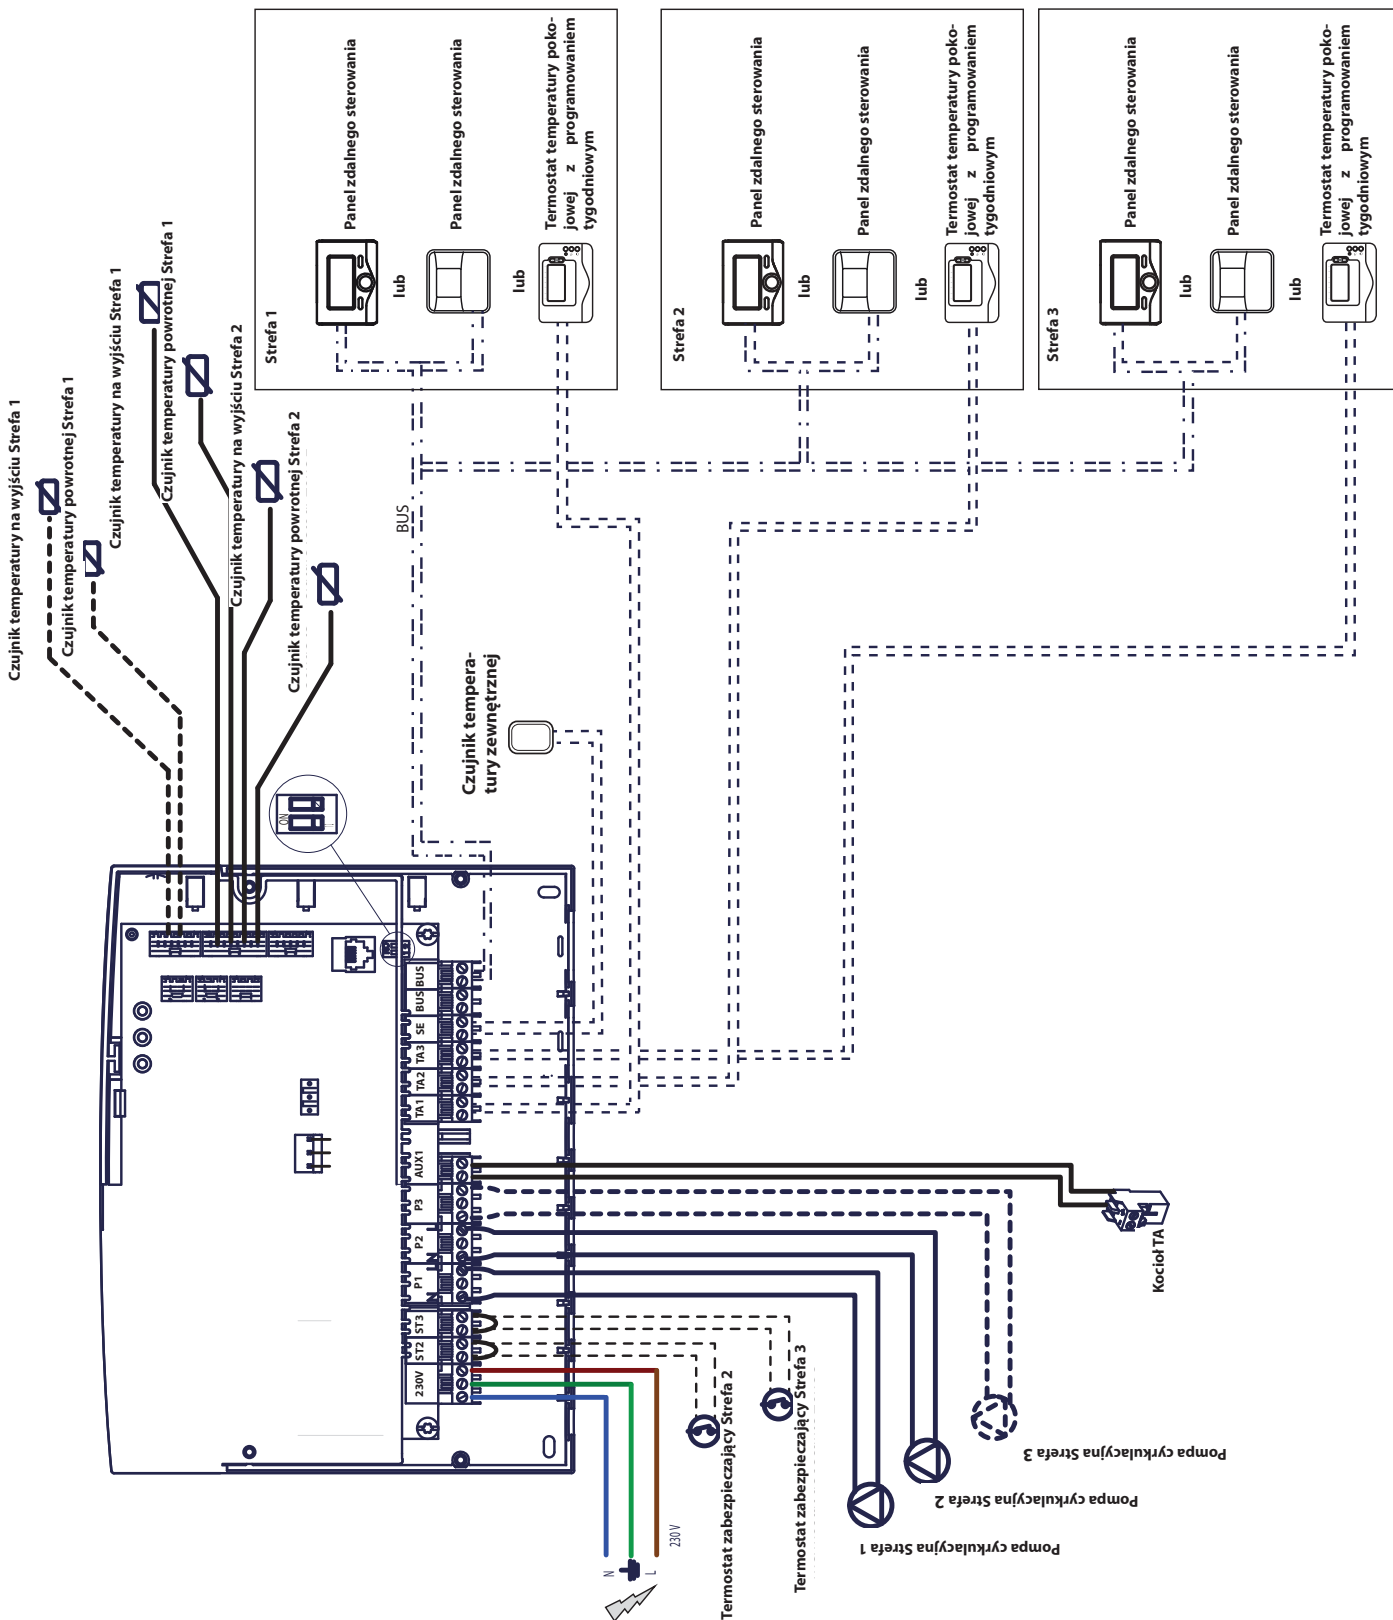 Czujnik temperatury na wyjściu Strefa 1
Czujnik temperatury powrotnej Strefa 1
Czujnik temperatury na wyjściu Strefa 1
Czujnik temperatury powrotnej Strefa 1
Czujnik temperatury na wyjściu Strefa 2
Czujnik temperatury powrotnej Strefa 2
Strefa 1
Panel zdalnego sterowania
lub
Panel zdalnego sterowania
lub
Termostat temperatury poko-
jowej z programowaniem
tygodniowym
Strefa 2
Panel zdalnego sterowania
lub
Panel zdalnego sterowania
lub
Termostat temperatury poko-
jowej z programowaniem
tygodniowym
Strefa 3
Panel zdalnego sterowania
lub
Panel zdalnego sterowania
lub
Termostat temperatury poko-
jowej z programowaniem
tygodniowym
BUS
Czujnik tempera-
tury zewnętrznej
ON
230V
ST2
ST3
P1
P2
P3
AUX1
TA1
TA2
TA3
SE
BUS
BUS
N
L
N
L
N
L
230 V
Termostat zabezpieczający Strefa 2
Termostat zabezpieczający Strefa 3
Pompa cyrkulacyjna Strefa 1
Pompa cyrkulacyjna Strefa 2
Pompa cyrkulacyjna Strefa 3
Kocioł TA